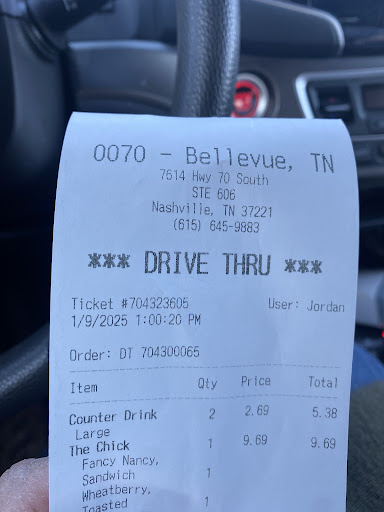 0070 - Bellevue, TN
7614 Hwy 70 South
STE 606
Nashville, TN 37221
(615) 645-9883
*** DRIVE THRU ***
Ticket #704323605 User: Jordan
1/9/2025 1:00:20 PM
Order: DT 704300065
Item Qty Price Total
Counter Drink 2 2.69 5.38
Large
The Chick 1 9.69 9.69
Fancy Nancy, 1
Sandwich
Wheatberry, 1
Toasted